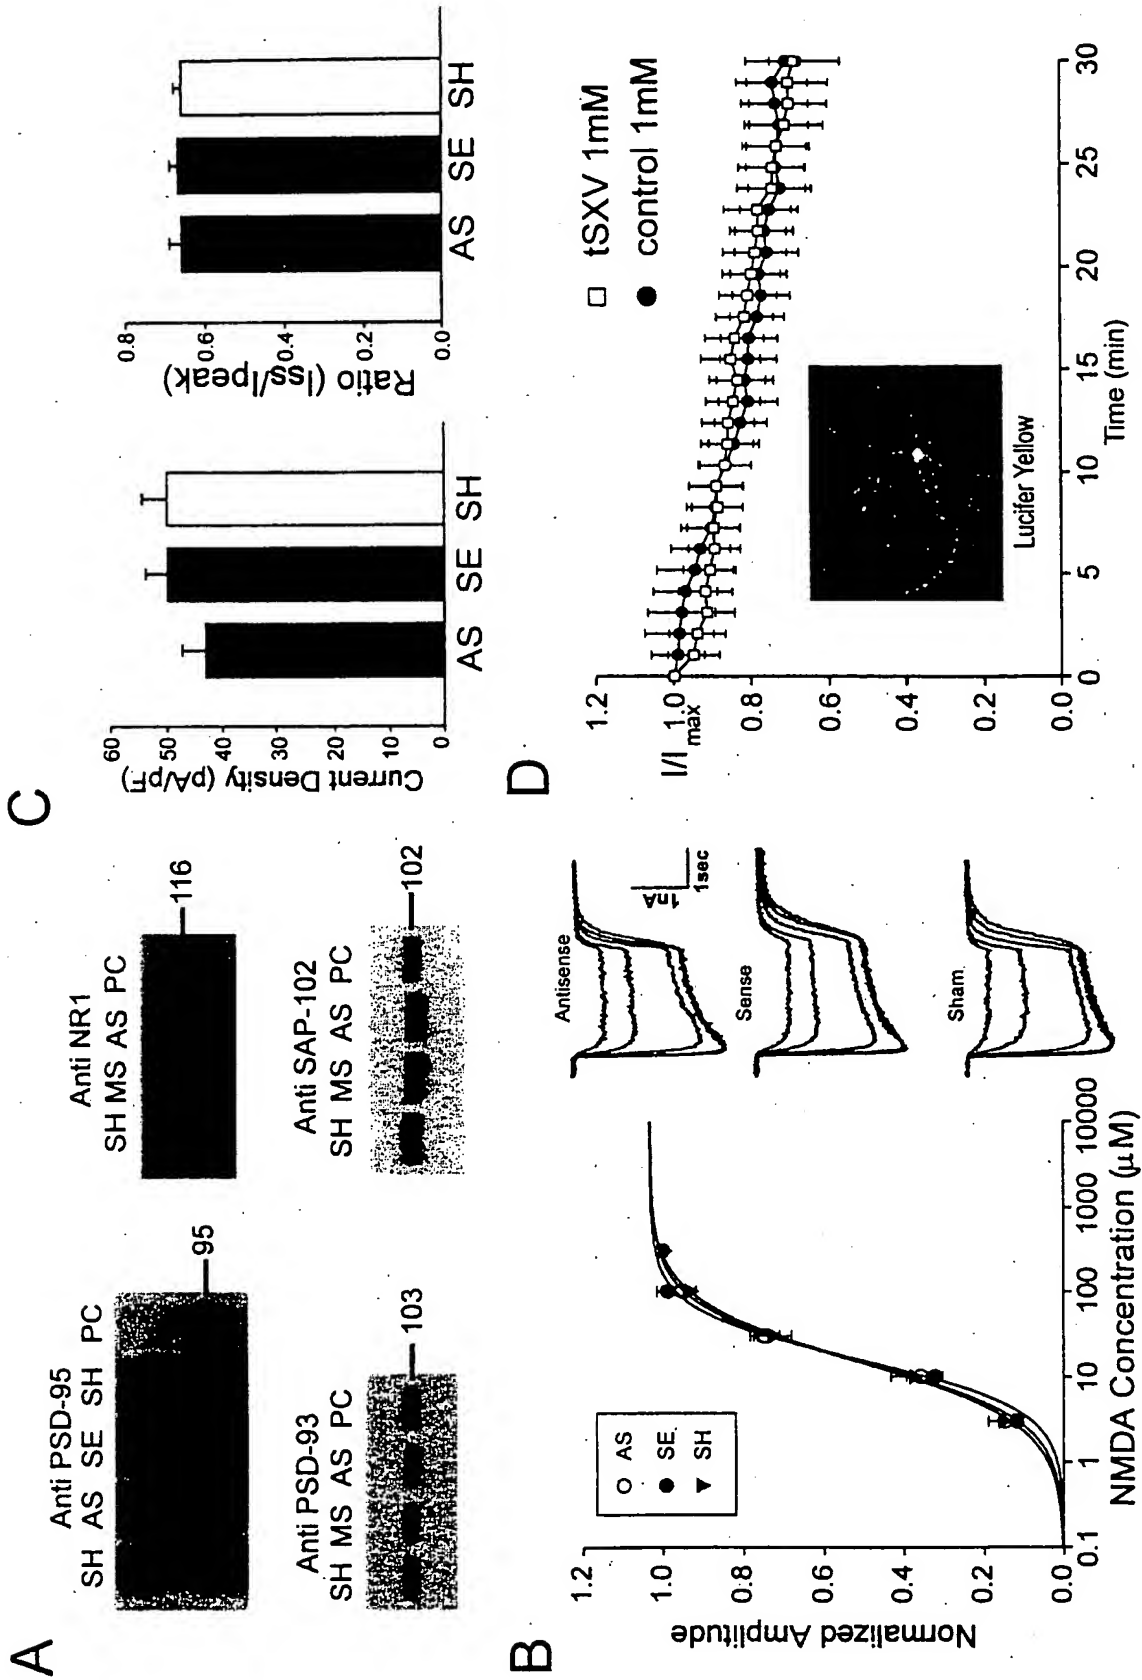 A
Anti PSD-95
SH AS SE SH PC
95
Anti NR1
SH MS AS PC
116
Anti PSD-93
SH MS AS PC
103
Anti SAP-102
SH MS AS PC
102
B
Normalized Amplitude
1.2
1.0
0.8
0.6
0.4
0.2
0.0
AS
SE.
SH
0.1 1 10 100 1000 10000
NMDA Concentration (µM)
Antisense
1nA
1sec
Sense
Sham
C
Current Density (pA/pF)
60
50
40
30
20
10
0
AS SE SH
Ratio (Iss/Ipeak)
0.8
0.6
0.4
0.2
0.0
AS SE SH
D
I/I max
1.2
1.0
0.8
0.6
0.4
0.2
0.0
tSXV 1mM
control 1mM
Lucifer Yellow
0 5 10 15 20 25 30
Time (min)